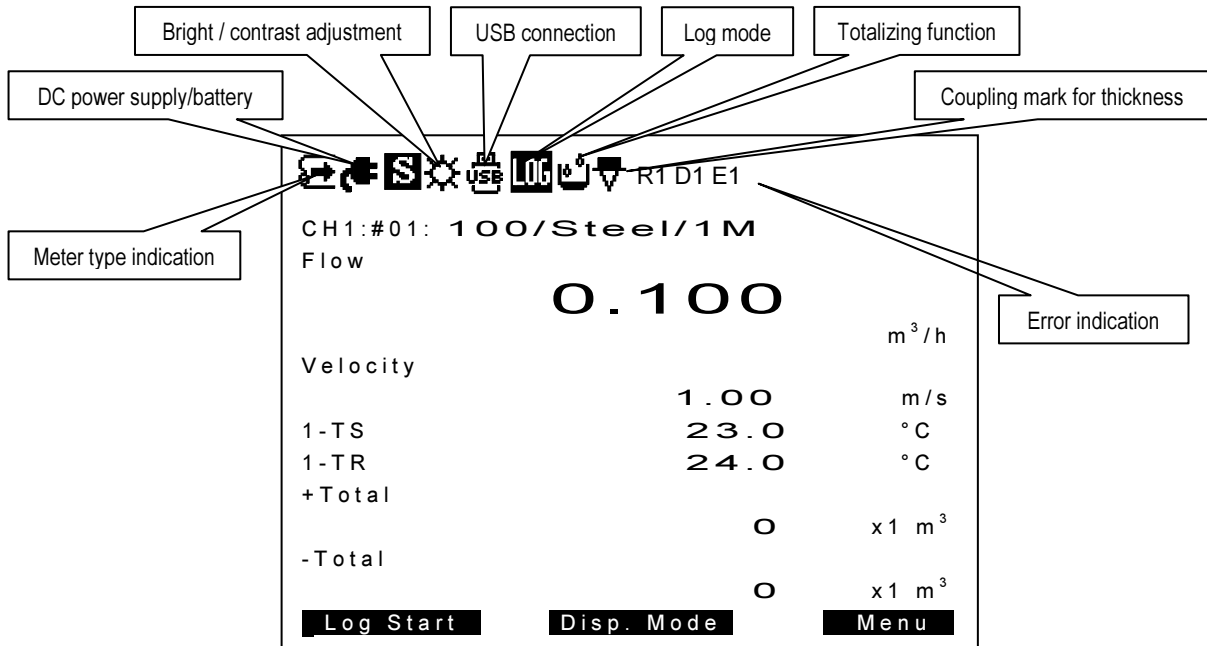 Bright / contrast adjustment
USB connection
Log mode
Totalizing function
DC power supply/battery
Coupling mark for thickness
S USB LOG R1 D1 E1
Meter type indication
CH1:#01: 100/Steel/1M
Flow
0.100
m³/h
Error indication
Velocity
1.00 m/s
1-TS 23.0 °C
1-TR 24.0 °C
+Total
0 x1 m³
-Total
0 x1 m³
Log Start Disp. Mode Menu